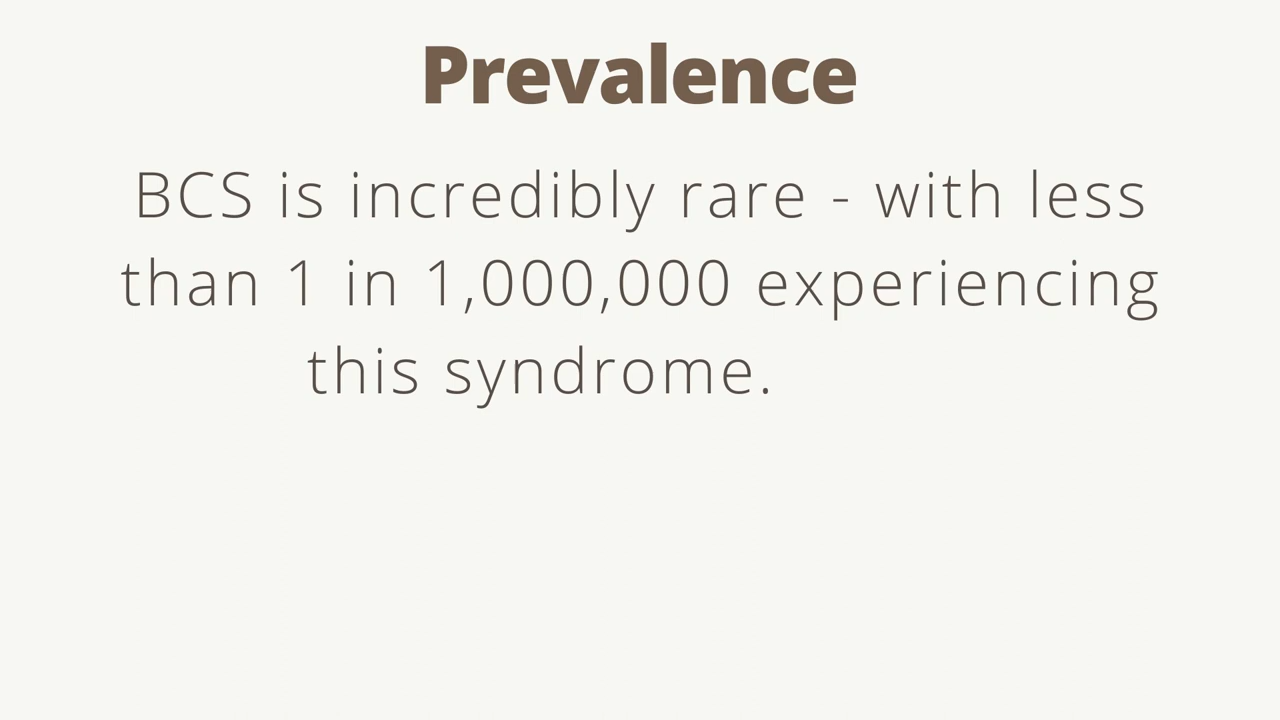 Prevalence
BCS is incredibly rare - with less
than 1 in 1,000,000 experiencing
this syndrome.